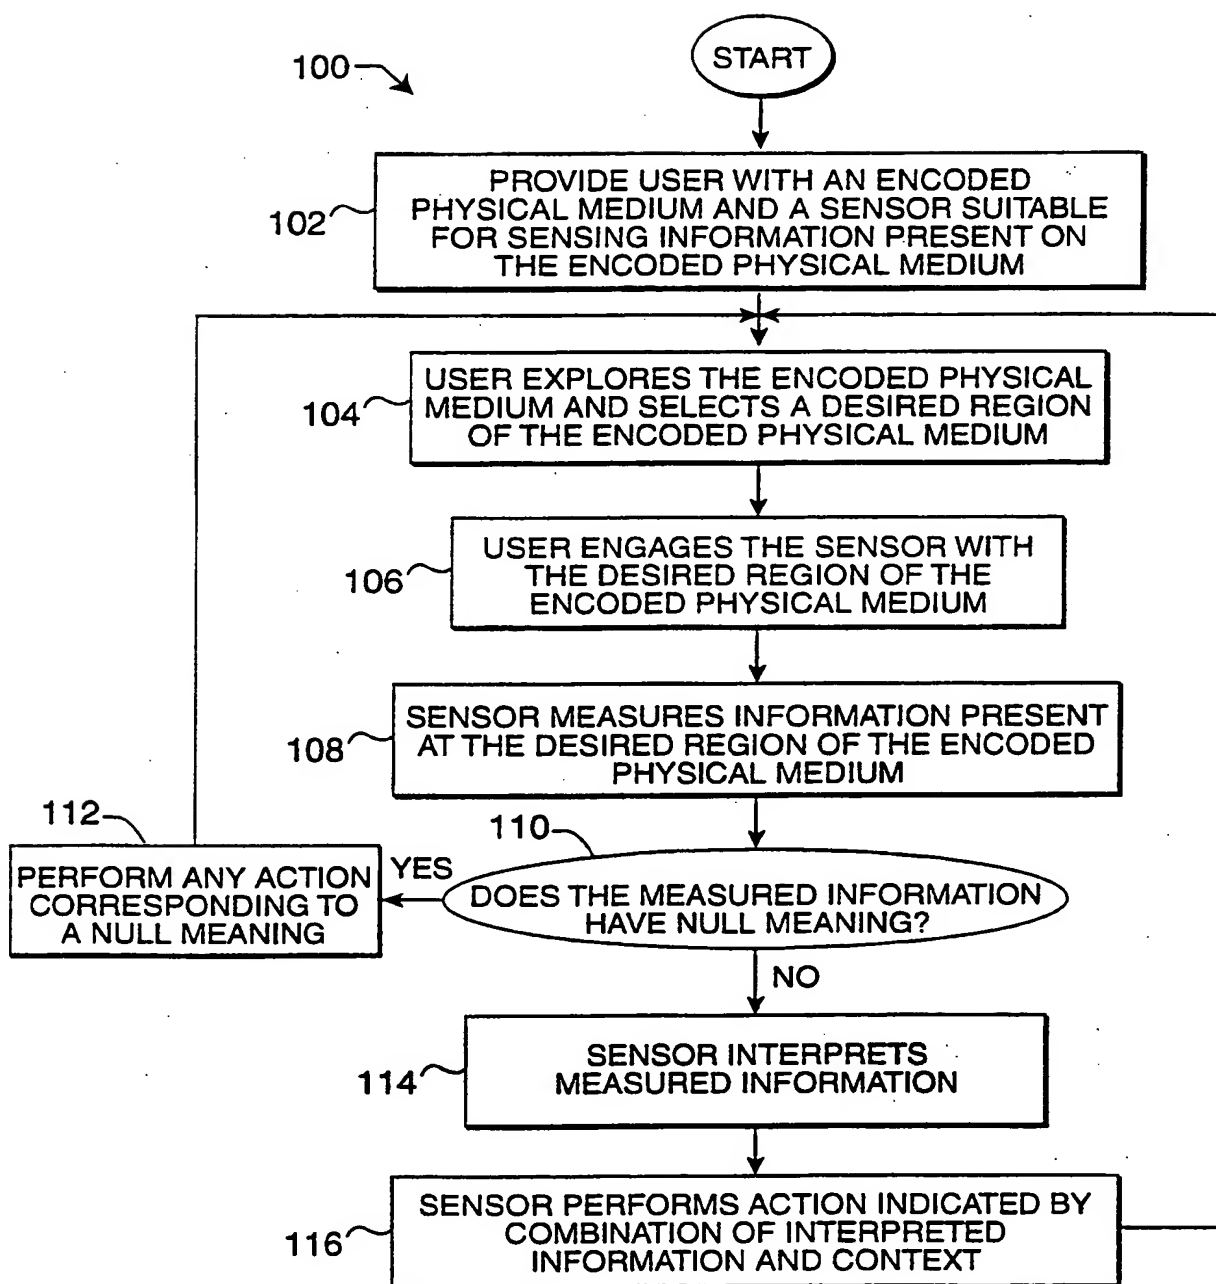 START
100
PROVIDE USER WITH AN ENCODED
PHYSICAL MEDIUM AND A SENSOR SUITABLE
FOR SENSING INFORMATION PRESENT ON
THE ENCODED PHYSICAL MEDIUM
102
USER EXPLORES THE ENCODED PHYSICAL
MEDIUM AND SELECTS A DESIRED REGION
OF THE ENCODED PHYSICAL MEDIUM
104
USER ENGAGES THE SENSOR WITH
THE DESIRED REGION OF THE
ENCODED PHYSICAL MEDIUM
106
SENSOR MEASURES INFORMATION PRESENT
AT THE DESIRED REGION OF THE ENCODED
PHYSICAL MEDIUM
108
110
DOES THE MEASURED INFORMATION
HAVE NULL MEANING?
YES
112
PERFORM ANY ACTION
CORRESPONDING TO
A NULL MEANING
NO
SENSOR INTERPRETS
MEASURED INFORMATION
114
SENSOR PERFORMS ACTION INDICATED BY
COMBINATION OF INTERPRETED
INFORMATION AND CONTEXT
116